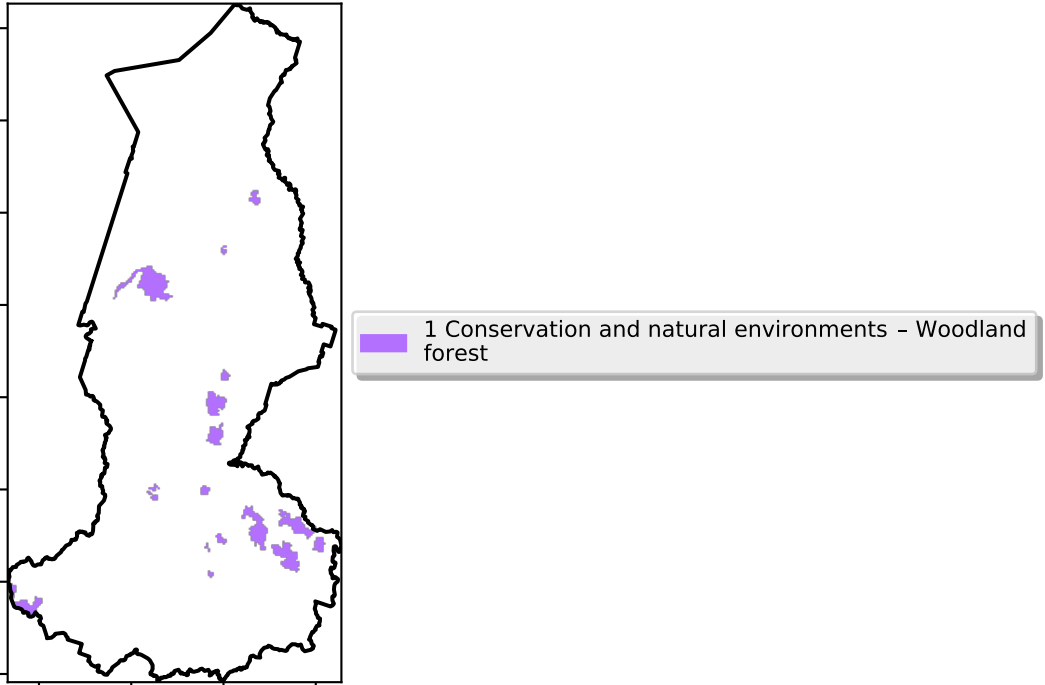 1 Conservation and natural environments – Woodland
forest